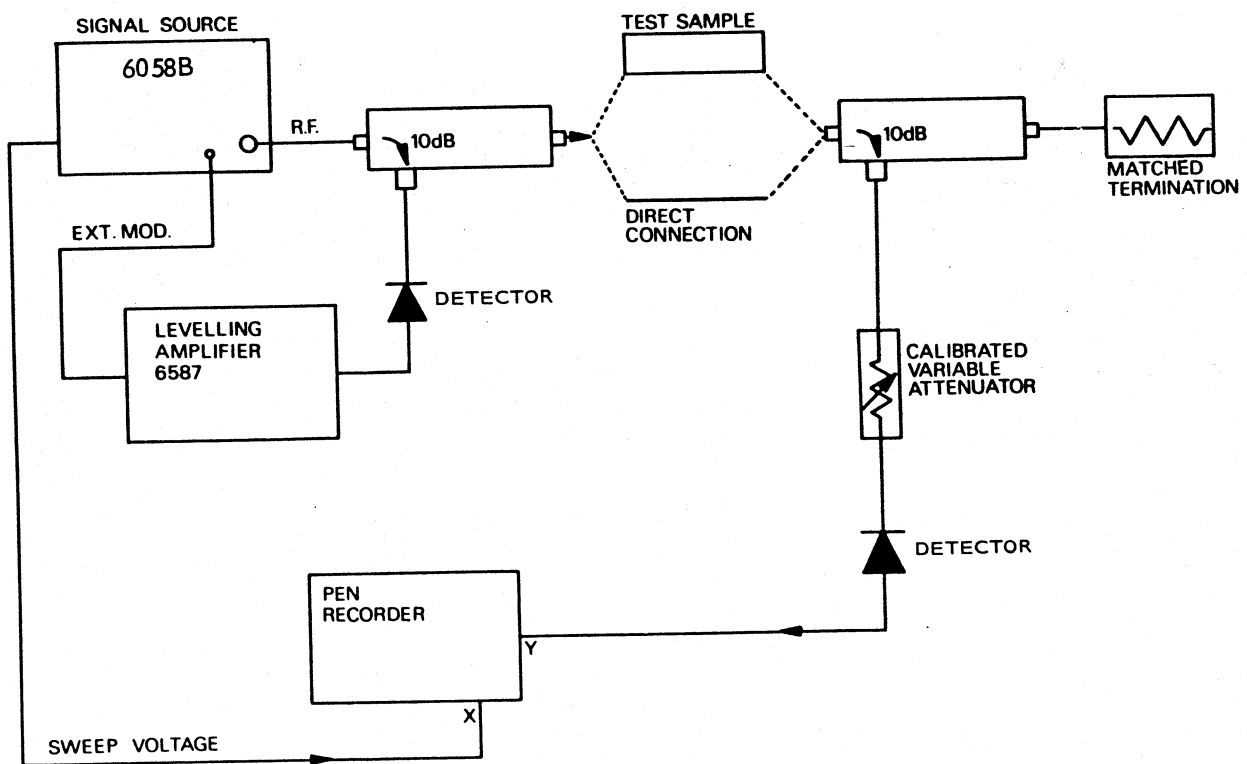 SIGNAL SOURCE
6058B
R.F.
EXT. MOD.
10dB
TEST SAMPLE
DIRECT
CONNECTION
10dB
MATCHED
TERMINATION
DETECTOR
LEVELLING
AMPLIFIER
6587
CALIBRATED
VARIABLE
ATTENUATOR
DETECTOR
PEN
RECORDER
Y
X
SWEEP VOLTAGE